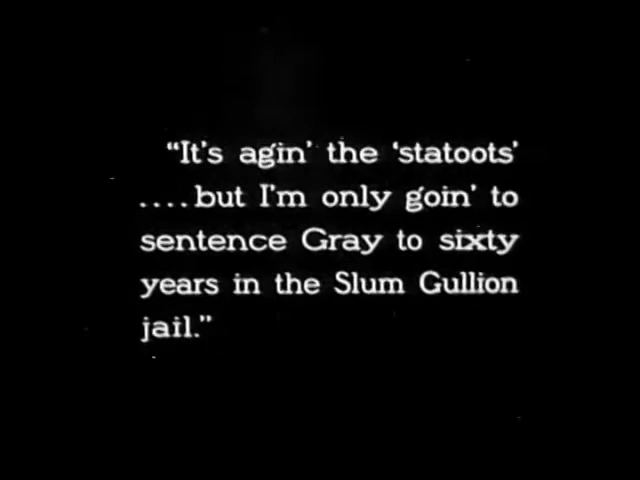 "It's agin' the 'statoots'
....but I'm only goin' to
sentence Gray to sixty
years in the Slum Gullion
jail."